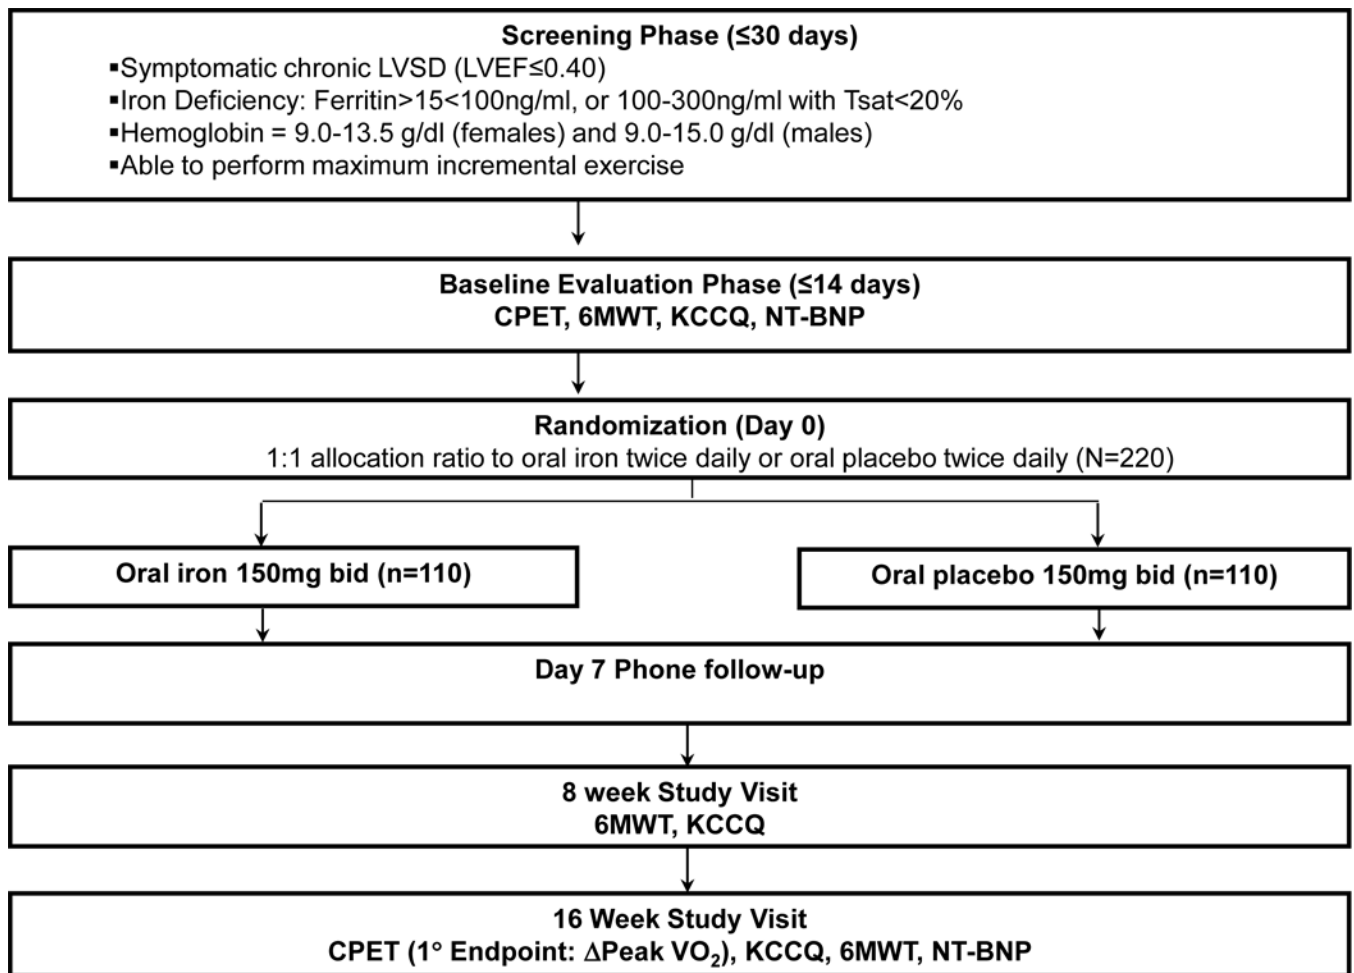 Screening Phase (≤30 days)
▪Symptomatic chronic LVSD (LVEF≤0.40)
▪Iron Deficiency: Ferritin>15<100ng/ml, or 100-300ng/ml with Tsat<20%
▪Hemoglobin = 9.0-13.5 g/dl (females) and 9.0-15.0 g/dl (males)
▪Able to perform maximum incremental exercise
Baseline Evaluation Phase (≤14 days)
CPET, 6MWT, KCCQ, NT-BNP
Randomization (Day 0)
1:1 allocation ratio to oral iron twice daily or oral placebo twice daily (N=220)
Oral iron 150mg bid (n=110)
Oral placebo 150mg bid (n=110)
Day 7 Phone follow-up
8 week Study Visit
6MWT, KCCQ
16 Week Study Visit
CPET (1° Endpoint: ΔPeak VO₂), KCCQ, 6MWT, NT-BNP